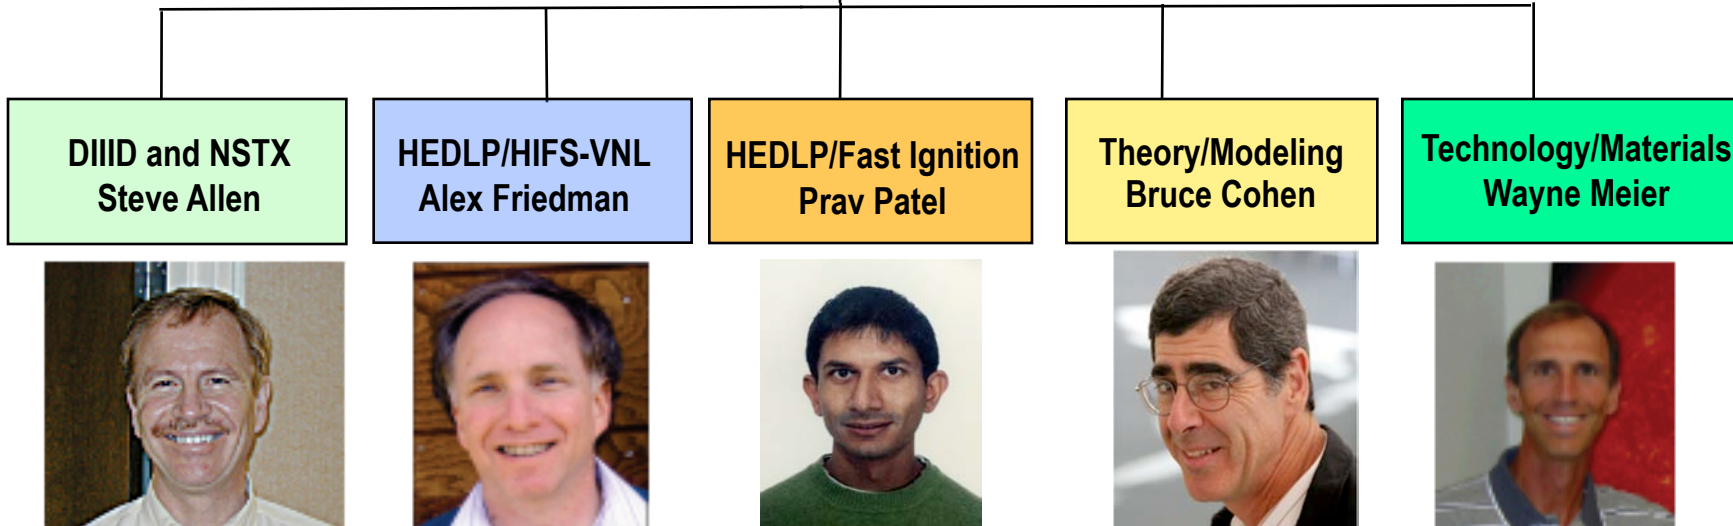 DIIID and NSTX
Steve Allen
HEDLP/HIFS-VNL
Alex Friedman
HEDLP/Fast Ignition
Prav Patel
Theory/Modeling
Bruce Cohen
Technology/Materials
Wayne Meier